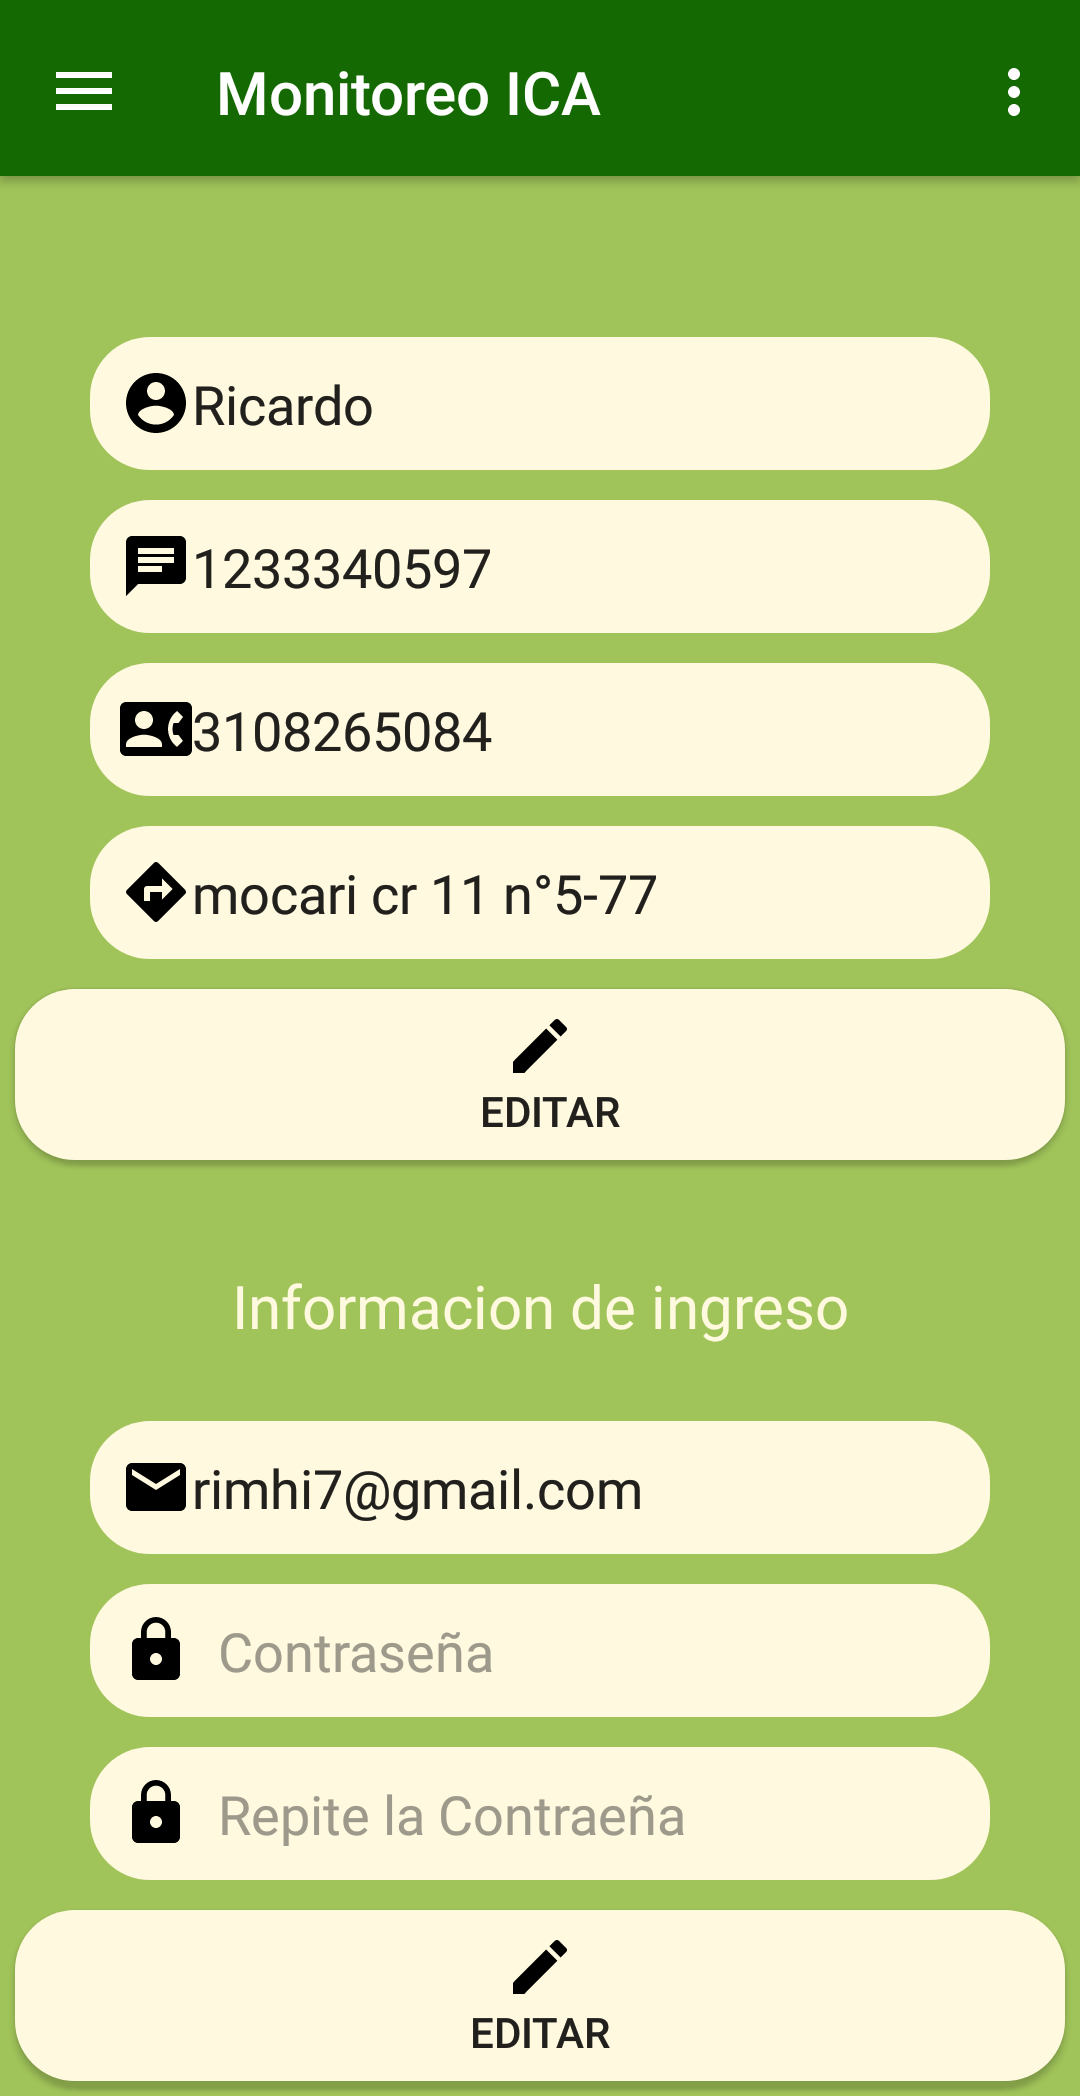 Monitoreo ICA
Ricardo
1233340597
3108265084
mocari cr 11 n°5-77
EDITAR
Informacion de ingreso
rimhi7@gmail.com
Contraseña
Repite la Contraeña
EDITAR